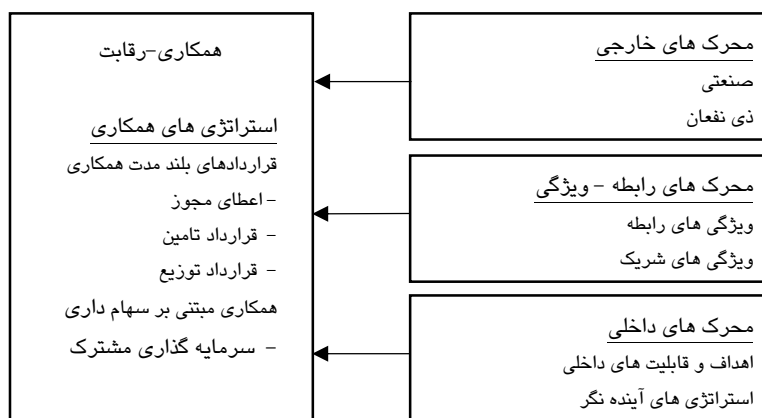 محرک های خارجی
صنعتی
ذی نفعان
محرک های رابطه – ویژگی
ویژگی های رابطه
ویژگی های شریک
محرک های داخلی
اهداف و قابلیت های داخلی
استراتژی های آینده نگر
همکاری-رقابت
استراتژی های همکاری
قراردادهای بلند مدت همکاری
- اعطای مجوز
- قرارداد تامین
- قرارداد توزیع
همکاری مبتنی بر سهام داری
- سرمایه گذاری مشترک